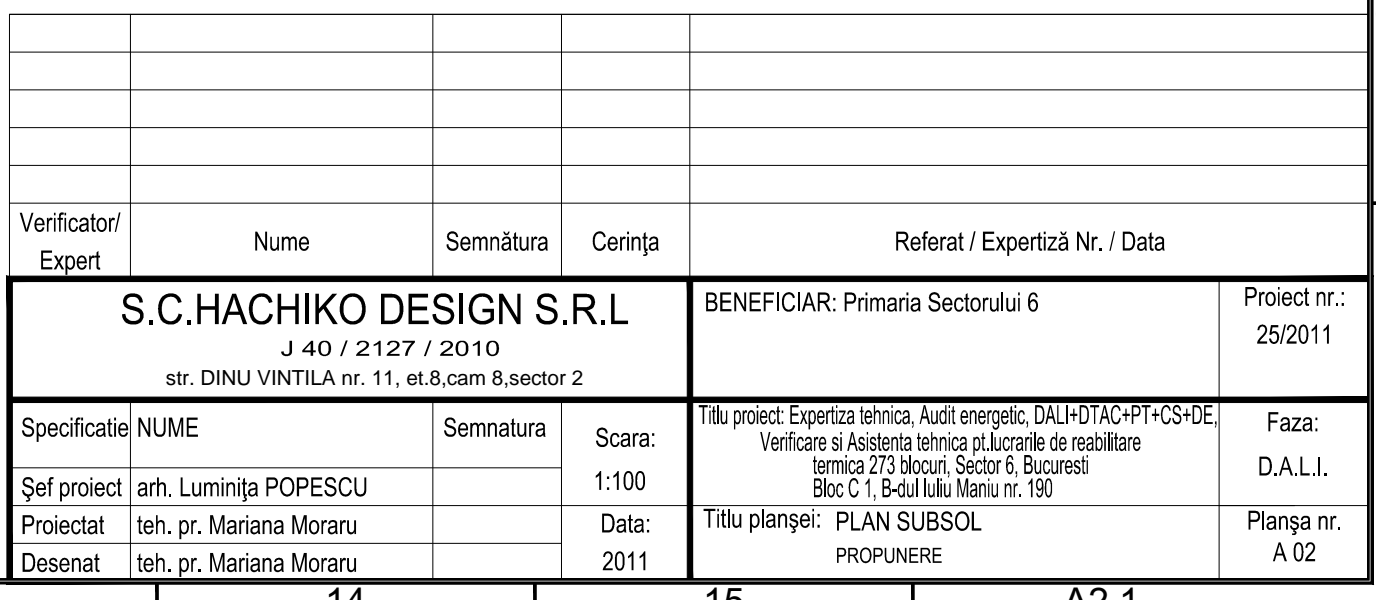 Verificator/
Expert
Nume
Semnătura
Cerinţa
Referat / Expertiză Nr. / Data
S.C.HACHIKO DESIGN S.R.L
J 40 / 2127 / 2010
str. DINU VINTILA nr. 11, et.8,cam 8,sector 2
BENEFICIAR: Primaria Sectorului 6
Proiect nr.:
25/2011
Specificatie
NUME
Semnatura
Scara:
1:100
Titlu proiect: Expertiza tehnica, Audit energetic, DALI+DTAC+PT+CS+DE,
Verificare si Asistenta tehnica pt.lucrarile de reabilitare
termica 273 blocuri, Sector 6, Bucuresti
Bloc C 1, B-dul Iuliu Maniu nr. 190
Faza:
D.A.L.I.
Şef proiect
arh. Luminiţa POPESCU
Proiectat
teh. pr. Mariana Moraru
Data:
2011
Titlu planşei: PLAN SUBSOL
PROPUNERE
Planşa nr.
A 02
Desenat
teh. pr. Mariana Moraru
14
15
A2.1